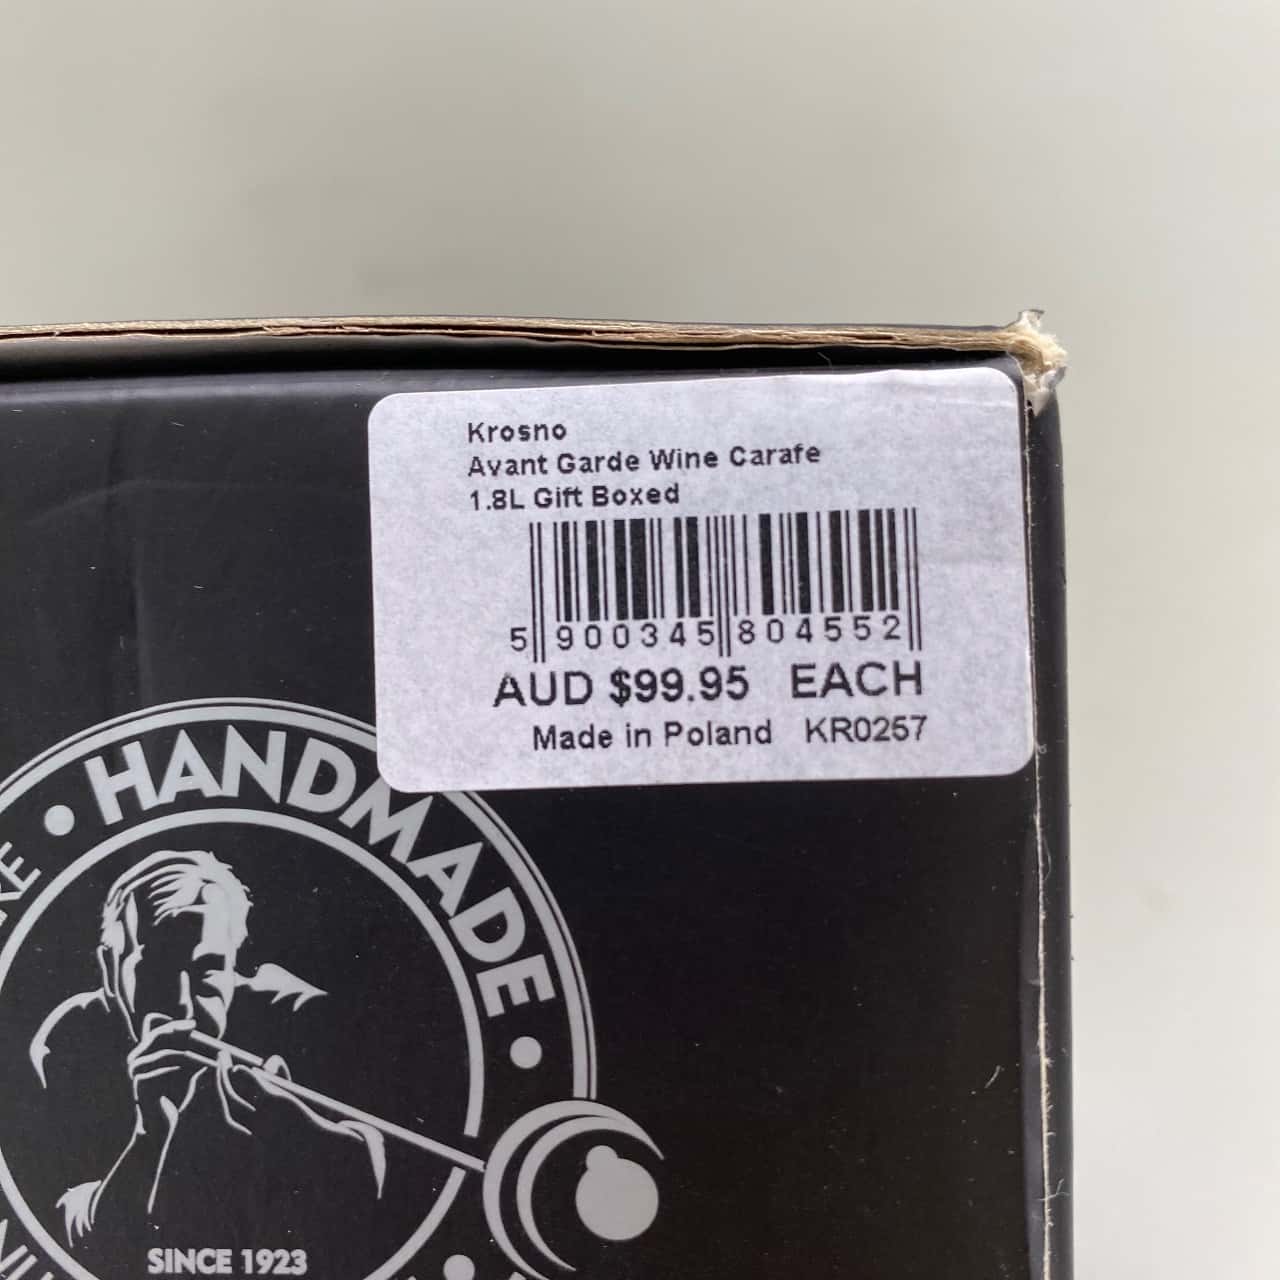 Krosno
Avant Garde Wine Carafe
1.8L Gift Boxed
5 900345 804552
AUD $99.95 EACH
Made in Poland KR0257
• HANDMADE •
SINCE 1923